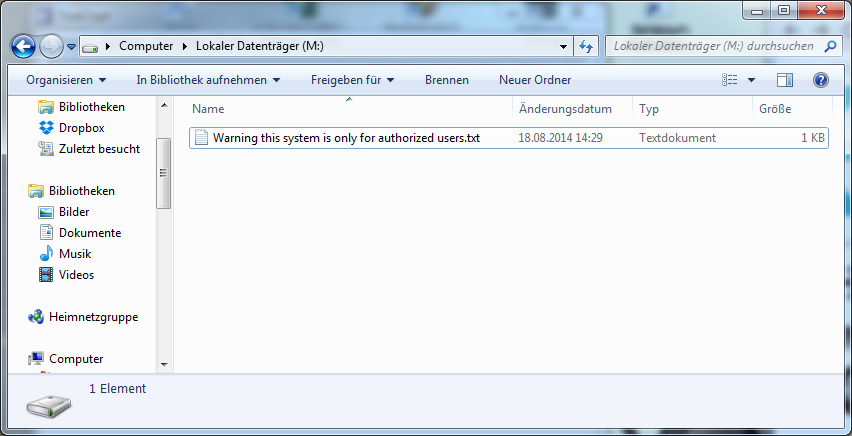 Computer ▸ Lokaler Datenträger (M:)
Lokaler Datenträger (M:) durchsuchen
Organisieren In Bibliothek aufnehmen Freigeben für Brennen Neuer Ordner
Bibliotheken
Dropbox
Zuletzt besucht
Bibliotheken
Bilder
Dokumente
Musik
Videos
Heimnetzgruppe
Computer
Name Änderungsdatum Typ Größe
Warning this system is only for authorized users.txt 18.08.2014 14:29 Textdokument 1 KB
1 Element